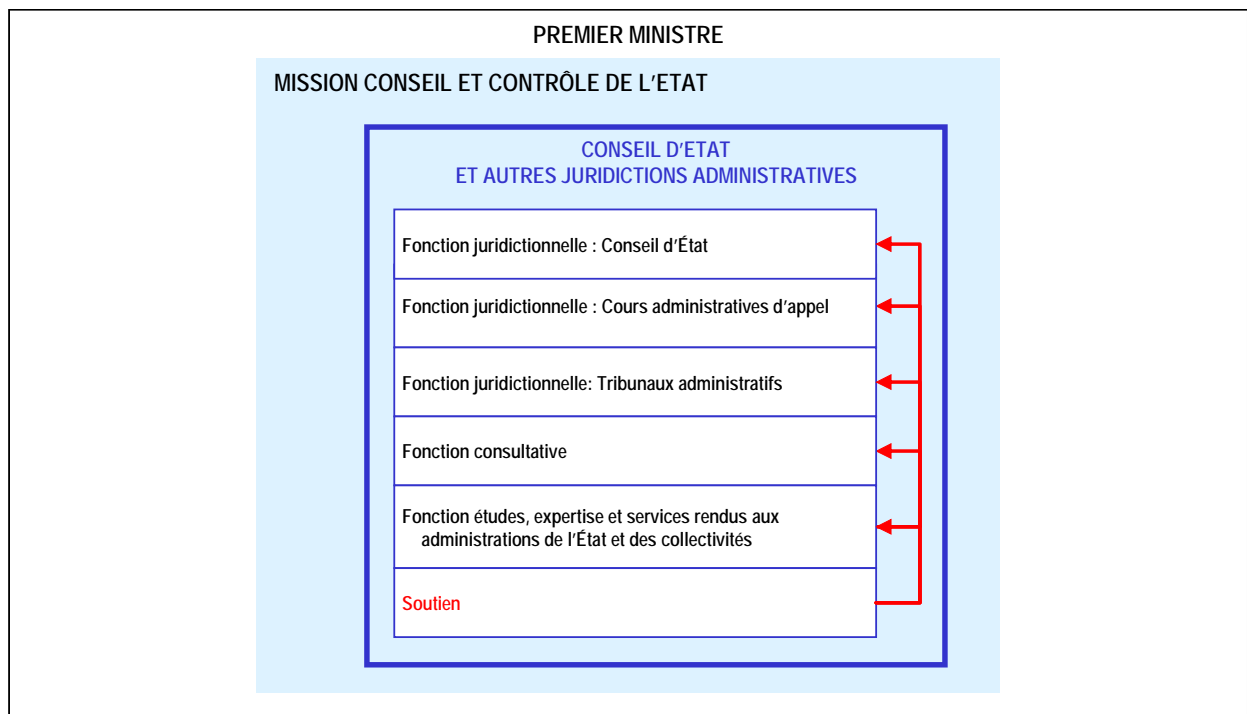 PREMIER MINISTRE
MISSION CONSEIL ET CONTRÔLE DE L'ETAT
CONSEIL D'ETAT
ET AUTRES JURIDICTIONS ADMINISTRATIVES
Fonction juridictionnelle : Conseil d'État
Fonction juridictionnelle : Cours administratives d'appel
Fonction juridictionnelle: Tribunaux administratifs
Fonction consultative
Fonction études, expertise et services rendus aux
administrations de l'État et des collectivités
Soutien